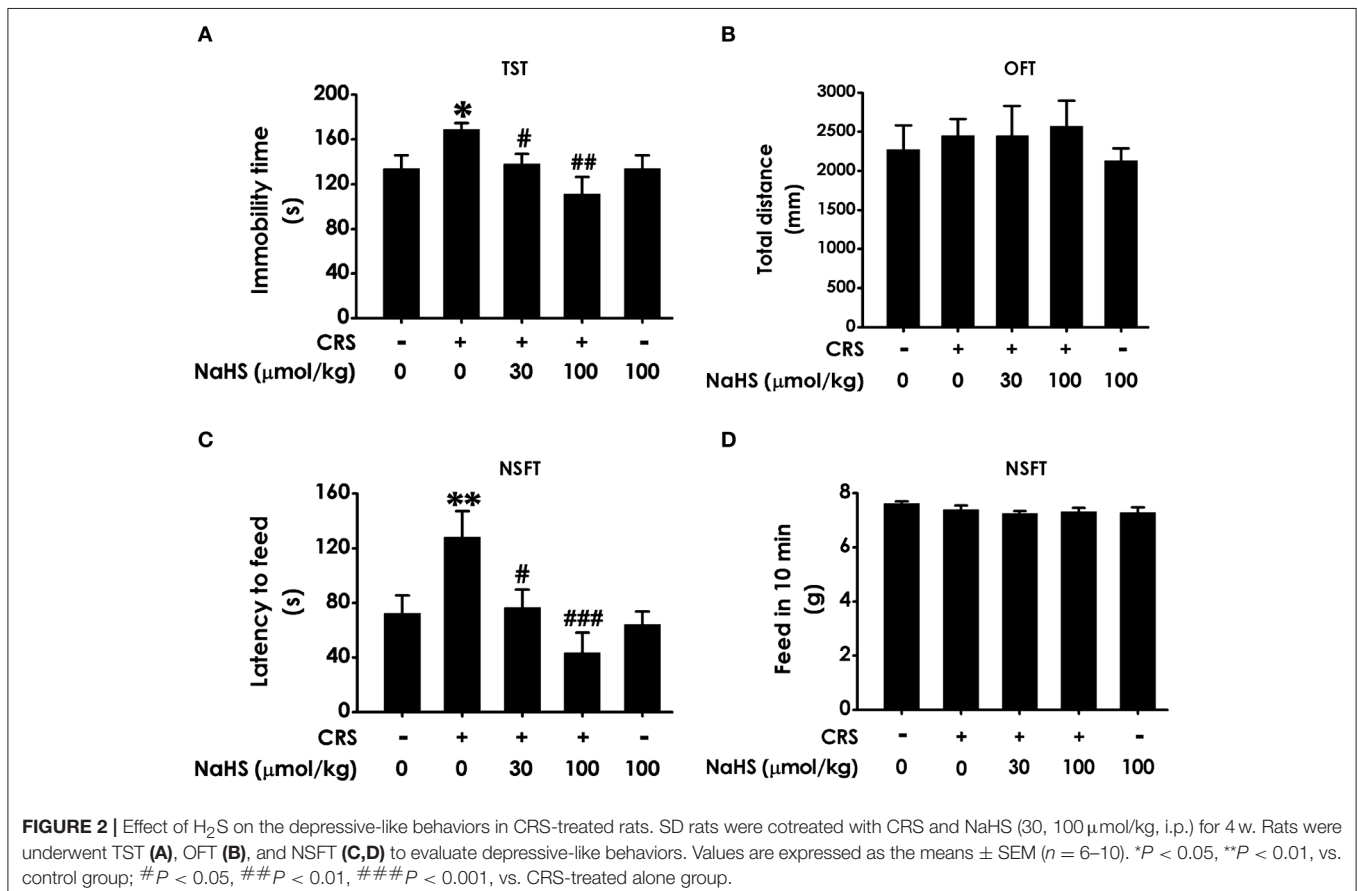 A
TST
Immobility time
(s)
200
160
120
80
40
0
*
#
##
CRS - + + + -
NaHS (μmol/kg) 0 0 30 100 100
B
OFT
Total distance
(mm)
3000
2500
2000
1500
1000
500
0
CRS - + + + -
NaHS (μmol/kg) 0 0 30 100 100
C
NSFT
Latency to feed
(s)
160
120
80
40
0
**
#
###
CRS - + + + -
NaHS (μmol/kg) 0 0 30 100 100
D
NSFT
Feed in 10 min
(g)
8
6
4
2
0
CRS - + + + -
NaHS (μmol/kg) 0 0 30 100 100
FIGURE 2 | Effect of H₂S on the depressive-like behaviors in CRS-treated rats. SD rats were cotreated with CRS and NaHS (30, 100 μmol/kg, i.p.) for 4 w. Rats were
underwent TST (A), OFT (B), and NSFT (C,D) to evaluate depressive-like behaviors. Values are expressed as the means ± SEM (n = 6–10). *P < 0.05, **P < 0.01, vs.
control group; #P < 0.05, ##P < 0.01, ###P < 0.001, vs. CRS-treated alone group.